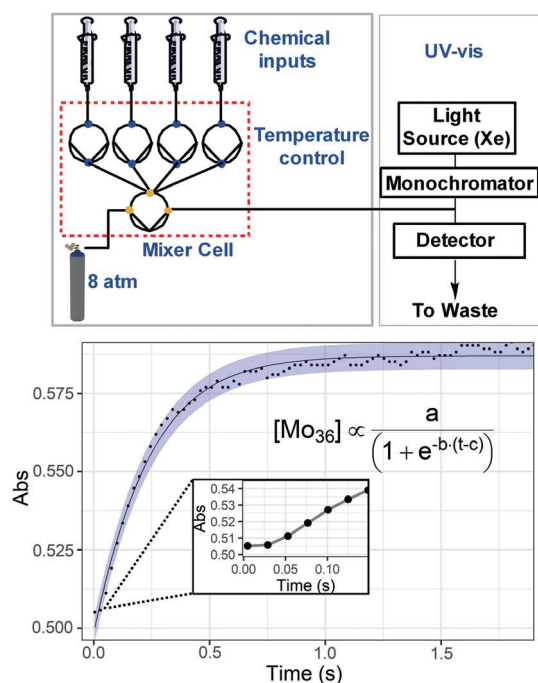 Chemical
inputs
Temperature
control
Mixer Cell
8 atm
UV-vis
Light
Source (Xe)
Monochromator
Detector
To Waste
Abs
0.575
0.550
0.525
0.500
[Mo36] ∝ a / (1 + e^-b·(t-c))
Abs
0.54
0.53
0.52
0.51
0.50
0.00 0.05 0.10
Time (s)
0.0 0.5 1.0 1.5
Time (s)